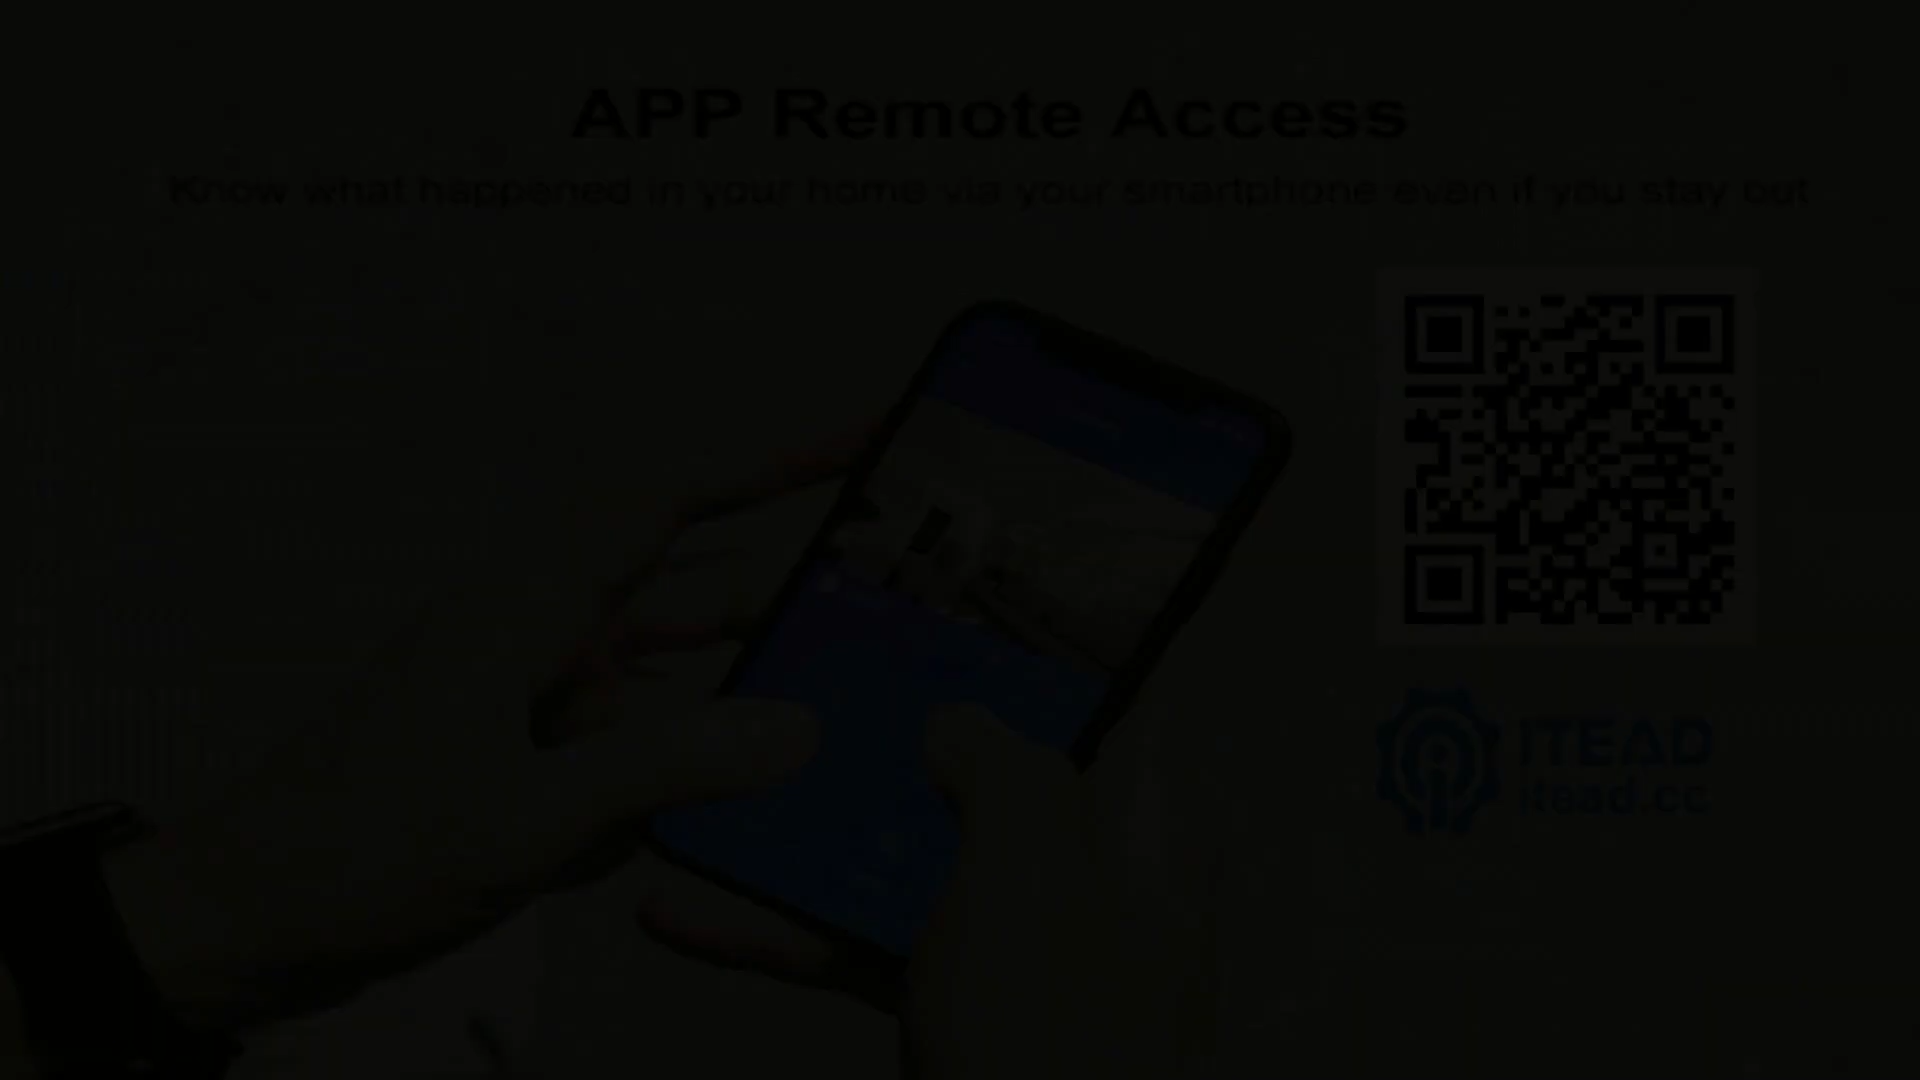 APP Remote Access
Know what happened in your home via your smartphone even if you stay out
ITEAD
itead.cc